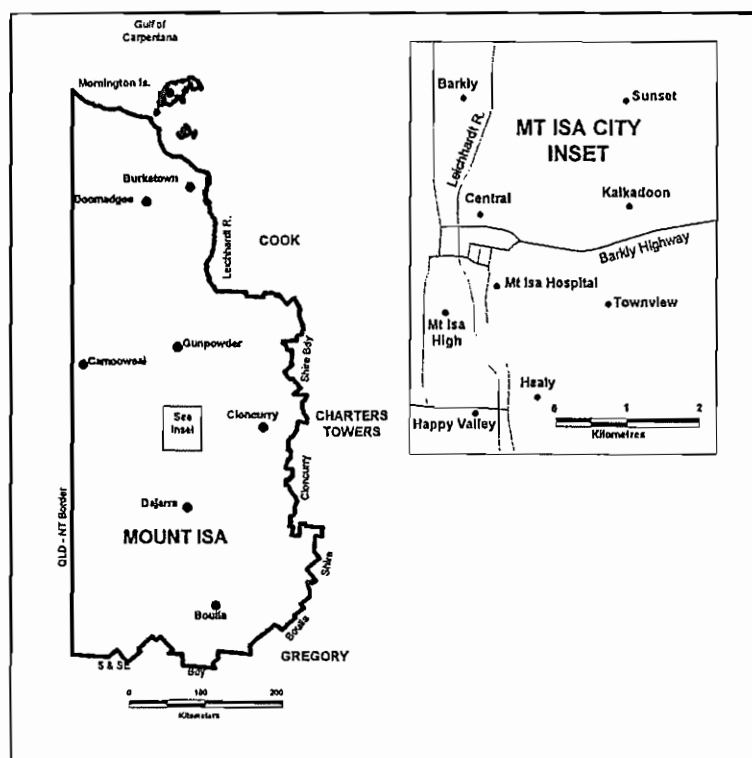 Gulf of
Carpentaria
Mornington Is.
Burketown
Doomadgee
Leichhardt R.
COOK
Gunpowder
Camooweal
Shire Bdy
See
Inset
Cloncurry
CHARTERS
TOWERS
Cloncurry
Dajarra
QLD - NT Border
MOUNT ISA
Shire
Boulia
Boulia
GREGORY
S & SE
Bdy
0 100 200
Kilometers
Barkly
Sunset
Leichhardt R.
MT ISA CITY
INSET
Central
Kalkadoon
Barkly Highway
Mt Isa Hospital
Townview
Mt Isa
High
Healy
Happy Valley
0 1 2
Kilometres